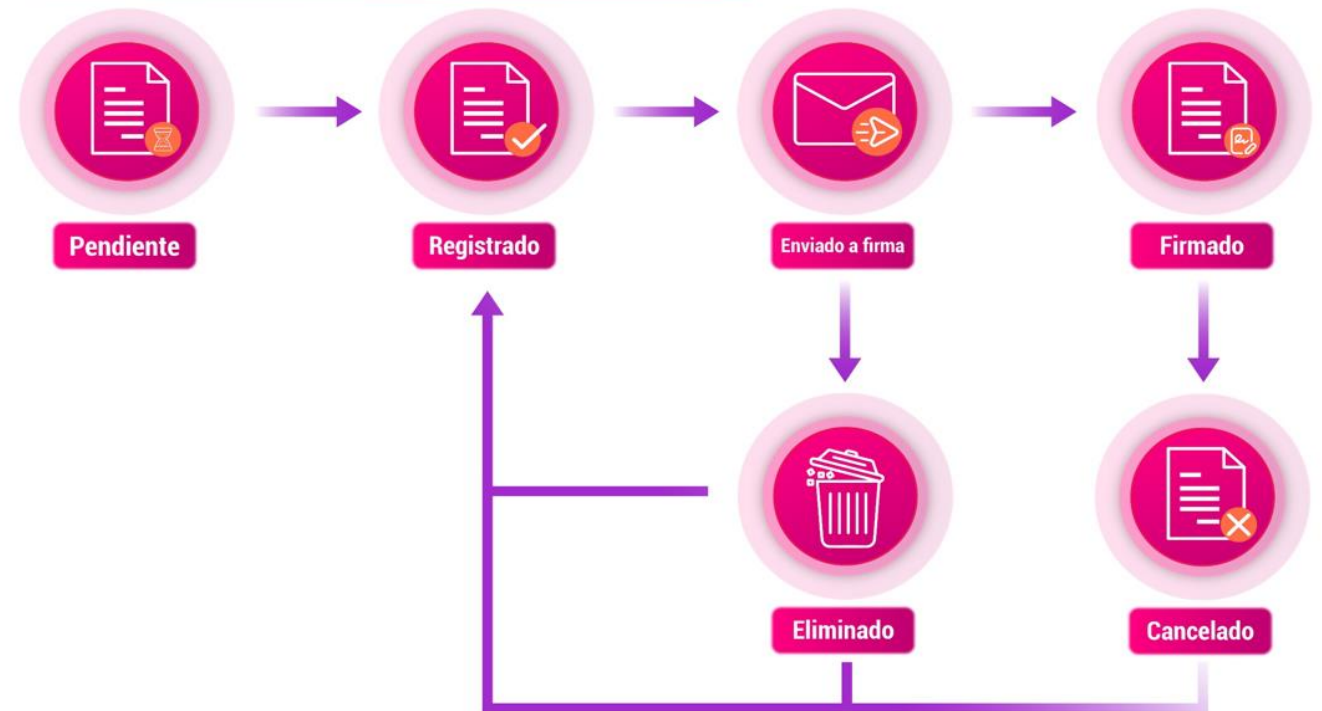 Pendiente
Registrado
Enviado a firma
Firmado
Eliminado
Cancelado